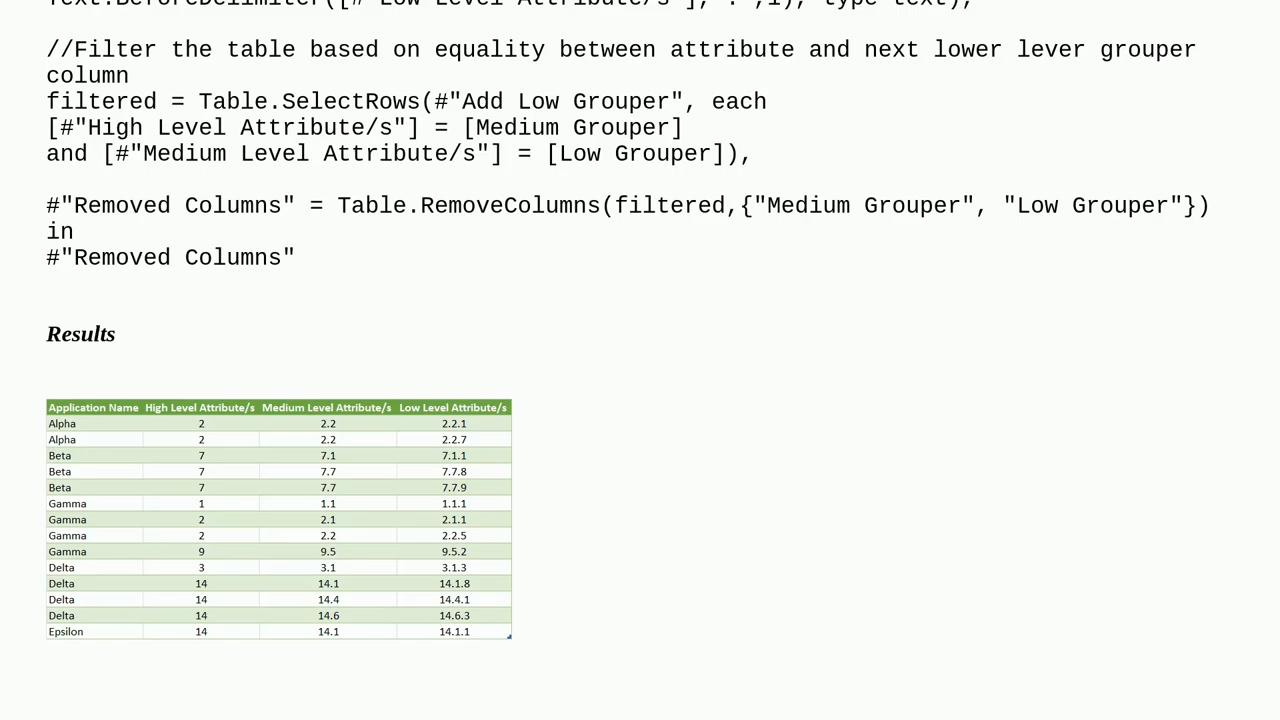 Text.BeforeDelimiter([#"Low Level Attribute/s"],".",1), type text),
//Filter the table based on equality between attribute and next lower lever grouper
column
filtered = Table.SelectRows(#"Add Low Grouper", each
[#"High Level Attribute/s"] = [Medium Grouper]
and [#"Medium Level Attribute/s"] = [Low Grouper]),
#"Removed Columns" = Table.RemoveColumns(filtered,{"Medium Grouper", "Low Grouper"})
in
#"Removed Columns"
Results
Application Name High Level Attribute/s Medium Level Attribute/s Low Level Attribute/s
Alpha 2 2.2 2.2.1
Alpha 2 2.2 2.2.7
Beta 7 7.1 7.1.1
Beta 7 7.7 7.7.8
Beta 7 7.7 7.7.9
Gamma 1 1.1 1.1.1
Gamma 2 2.1 2.1.1
Gamma 2 2.2 2.2.5
Gamma 9 9.5 9.5.2
Delta 3 3.1 3.1.3
Delta 14 14.1 14.1.8
Delta 14 14.4 14.4.1
Delta 14 14.6 14.6.3
Epsilon 14 14.1 14.1.1